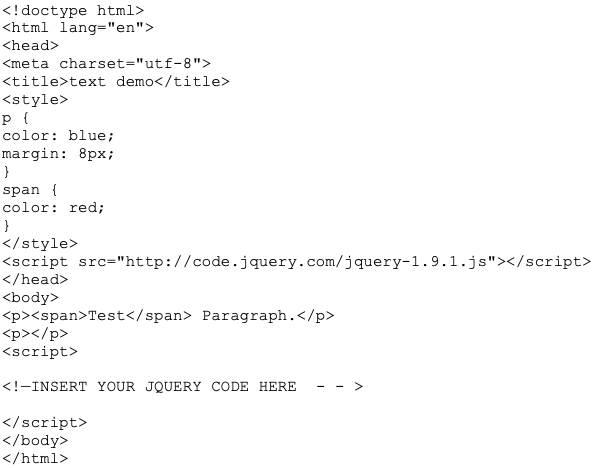 <!doctype html>
<html lang="en">
<head>
<meta charset="utf-8">
<title>text demo</title>
<style>
p {
color: blue;
margin: 8px;
}
span {
color: red;
}
</style>
<script src="http://code.jquery.com/jquery-1.9.1.js"></script>
</head>
<body>
<p><span>Test</span> Paragraph.</p>
<p></p>
<script>
<!—INSERT YOUR JQUERY CODE HERE  - - >
</script>
</body>
</html>